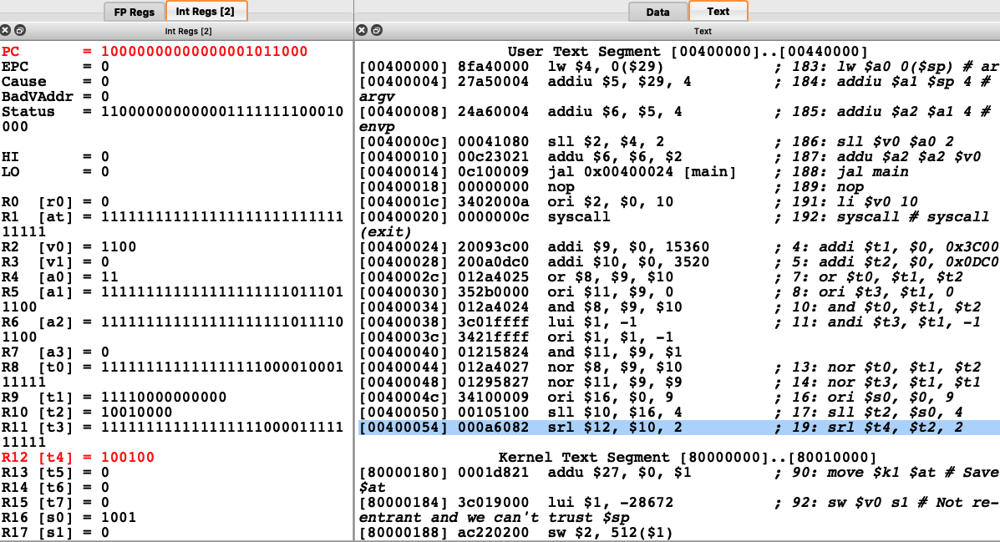 FP Regs
Int Regs [2]
Data
Text
Int Regs [2]
PC = 10000000000000001011000
EPC = 0
Cause = 0
BadVAddr = 0
Status = 110000000000001111111100010
000
HI = 0
LO = 0
R0 [r0] = 0
R1 [at] = 111111111111111111111111111
11111
R2 [v0] = 1100
R3 [v1] = 0
R4 [a0] = 11
R5 [a1] = 111111111111111111111011101
1100
R6 [a2] = 111111111111111111111011110
1100
R7 [a3] = 0
R8 [t0] = 111111111111111111000010001
11111
R9 [t1] = 11110000000000
R10 [t2] = 10010000
R11 [t3] = 111111111111111111000011111
11111
R12 [t4] = 100100
R13 [t5] = 0
R14 [t6] = 0
R15 [t7] = 0
R16 [s0] = 1001
R17 [s1] = 0
Text
User Text Segment [00400000]..[00440000]
[00400000] 8fa40000 lw $4, 0($29) ; 183: lw $a0 0($sp) # ar
[00400004] 27a50004 addiu $5, $29, 4 ; 184: addiu $a1 $sp 4 #
argv
[00400008] 24a60004 addiu $6, $5, 4 ; 185: addiu $a2 $a1 4 #
envp
[0040000c] 00041080 sll $2, $4, 2 ; 186: sll $v0 $a0 2
[00400010] 00c23021 addu $6, $6, $2 ; 187: addu $a2 $a2 $v0
[00400014] 0c100009 jal 0x00400024 [main] ; 188: jal main
[00400018] 00000000 nop ; 189: nop
[0040001c] 3402000a ori $2, $0, 10 ; 191: li $v0 10
[00400020] 0000000c syscall ; 192: syscall # syscall
(exit)
[00400024] 20093c00 addi $9, $0, 15360 ; 4: addi $t1, $0, 0x3C00
[00400028] 200a0dc0 addi $10, $0, 3520 ; 5: addi $t2, $0, 0x0DC0
[0040002c] 012a4025 or $8, $9, $10 ; 7: or $t0, $t1, $t2
[00400030] 352b0000 ori $11, $9, 0 ; 8: ori $t3, $t1, 0
[00400034] 012a4024 and $8, $9, $10 ; 10: and $t0, $t1, $t2
[00400038] 3c01ffff lui $1, -1 ; 11: andi $t3, $t1, -1
[0040003c] 3421ffff ori $1, $1, -1
[00400040] 01215824 and $11, $9, $1
[00400044] 012a4027 nor $8, $9, $10 ; 13: nor $t0, $t1, $t2
[00400048] 01295827 nor $11, $9, $9 ; 14: nor $t3, $t1, $t1
[0040004c] 34100009 ori $16, $0, 9 ; 16: ori $s0, $0, 9
[00400050] 00105100 sll $10, $16, 4 ; 17: sll $t2, $s0, 4
[00400054] 000a6082 srl $12, $10, 2 ; 19: srl $t4, $t2, 2
Kernel Text Segment [80000000]..[80010000]
[80000180] 0001d821 addu $27, $0, $1 ; 90: move $k1 $at # Save
$at
[80000184] 3c019000 lui $1, -28672 ; 92: sw $v0 s1 # Not re-
entrant and we can't trust $sp
[80000188] ac220200 sw $2, 512($1)